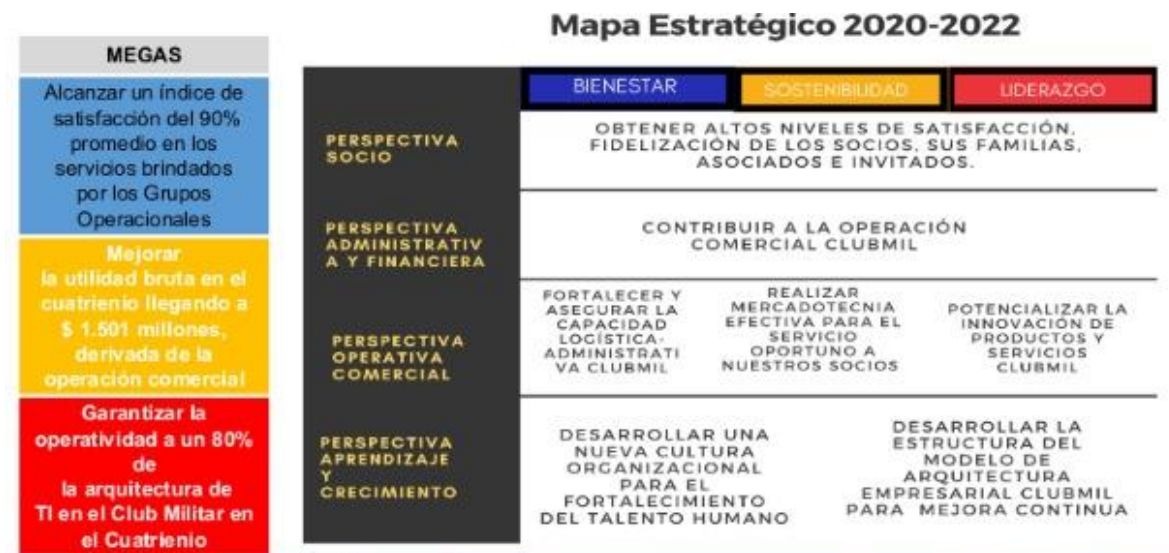 Mapa Estratégico 2020-2022
MEGAS
Alcanzar un índice de
satisfacción del 90%
promedio en los
servicios brindados
por los Grupos
Operacionales
Mejorar
la utilidad bruta en el
cuatrienio llegando a
$ 1.501 millones,
derivada de la
operación comercial
Garantizar la
operatividad a un 80%
de
la arquitectura de
TI en el Club Militar en
el Cuatrienio
BIENESTAR
SOSTENIBILIDAD
LIDERAZGO
PERSPECTIVA
SOCIO
OBTENER ALTOS NIVELES DE SATISFACCIÓN,
FIDELIZACIÓN DE LOS SOCIOS, SUS FAMILIAS,
ASOCIADOS E INVITADOS.
PERSPECTIVA
ADMINISTRATIV
A Y FINANCIERA
CONTRIBUIR A LA OPERACIÓN
COMERCIAL CLUBMIL
PERSPECTIVA
OPERATIVA
COMERCIAL
FORTALECER Y
ASEGURAR LA
CAPACIDAD
LOGÍSTICA-
ADMINISTRATI
VA CLUBMIL
REALIZAR
MERCADOTECNIA
EFECTIVA PARA EL
SERVICIO
OPORTUNO A
NUESTROS SOCIOS
POTENCIALIZAR LA
INNOVACIÓN DE
PRODUCTOS Y
SERVICIOS
CLUBMIL
PERSPECTIVA
APRENDIZAJE
Y
CRECIMIENTO
DESARROLLAR UNA
NUEVA CULTURA
ORGANIZACIONAL
PARA EL
FORTALECIMIENTO
DEL TALENTO HUMANO
DESARROLLAR LA
ESTRUCTURA DEL
MODELO DE
ARQUITECTURA
EMPRESARIAL CLUBMIL
PARA MEJORA CONTINUA